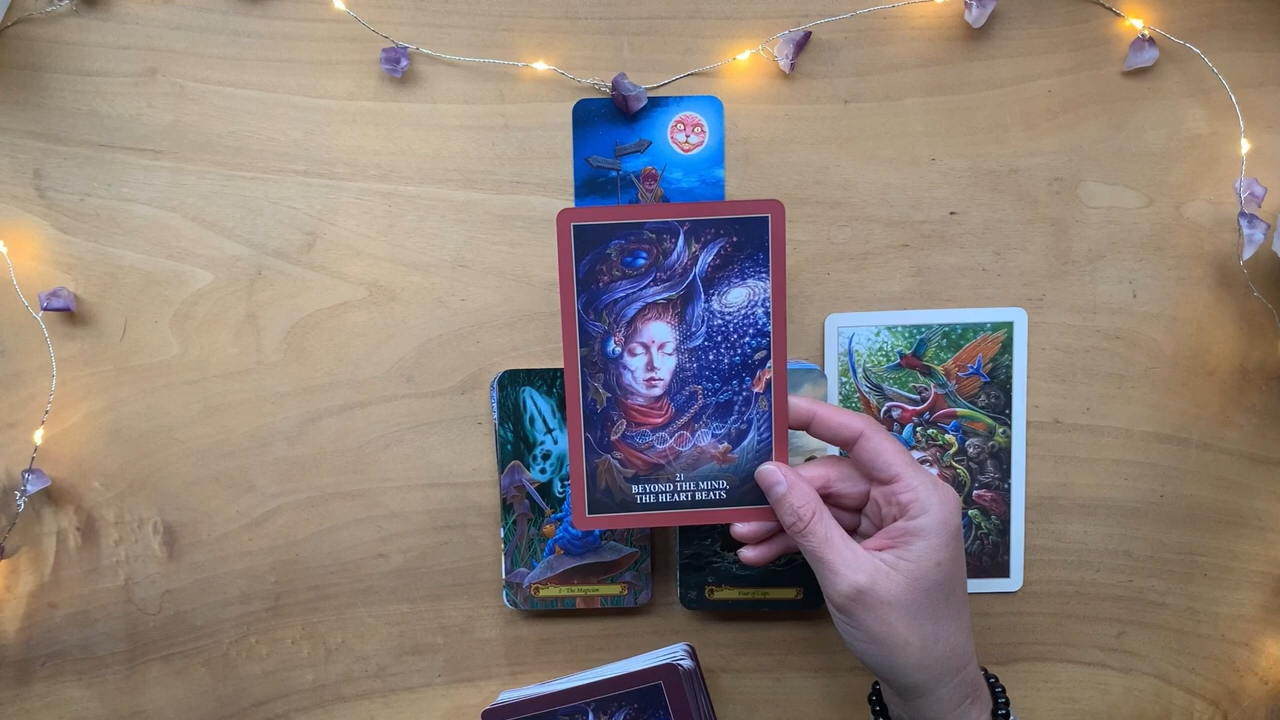 21
BEYOND THE MIND,
THE HEART BEATS
I - The Magician
Four of Cups